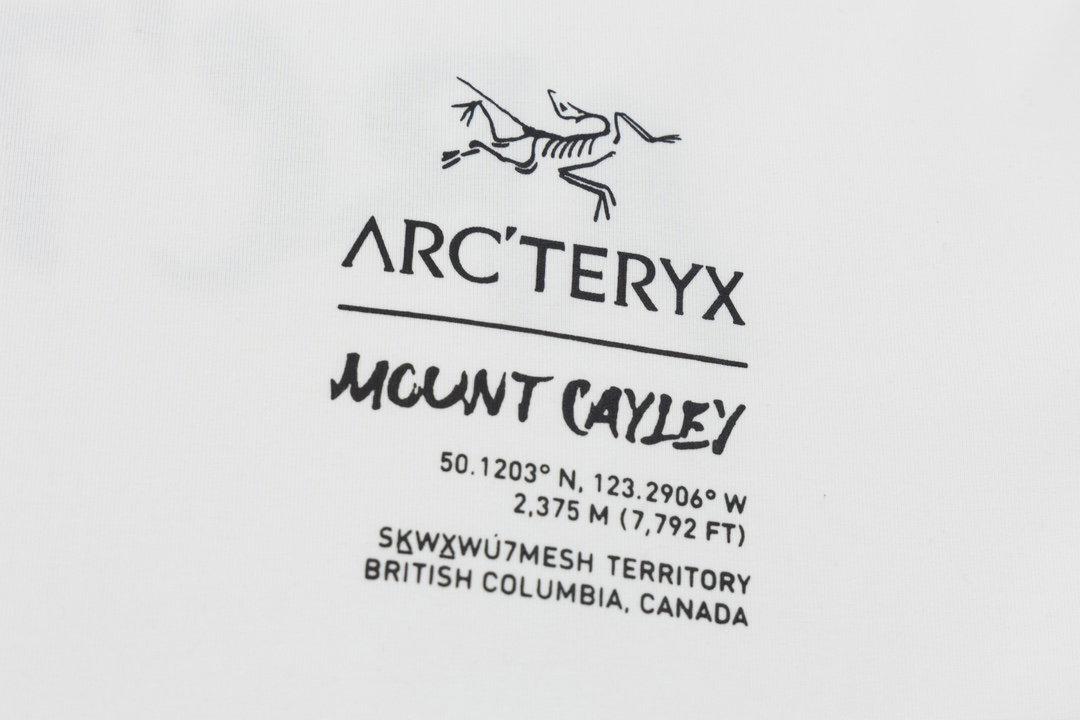 ARC'TERYX
MOUNT CAYLEY
50.1203° N, 123.2906° W
2,375 M (7,792 FT)
SḴWX̱WÚ7MESH TERRITORY
BRITISH COLUMBIA, CANADA